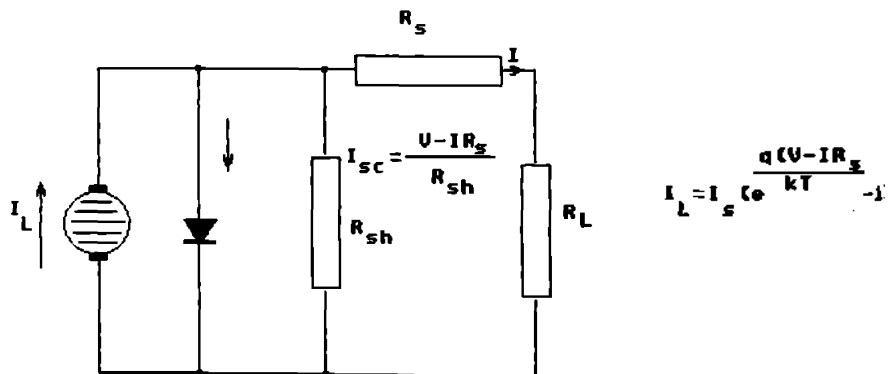 R_s
I
I_sc = V-IR_s / R_sh
I_L
R_sh
R_L
I_L = I_s (e^q(V-IR_s / kT -1